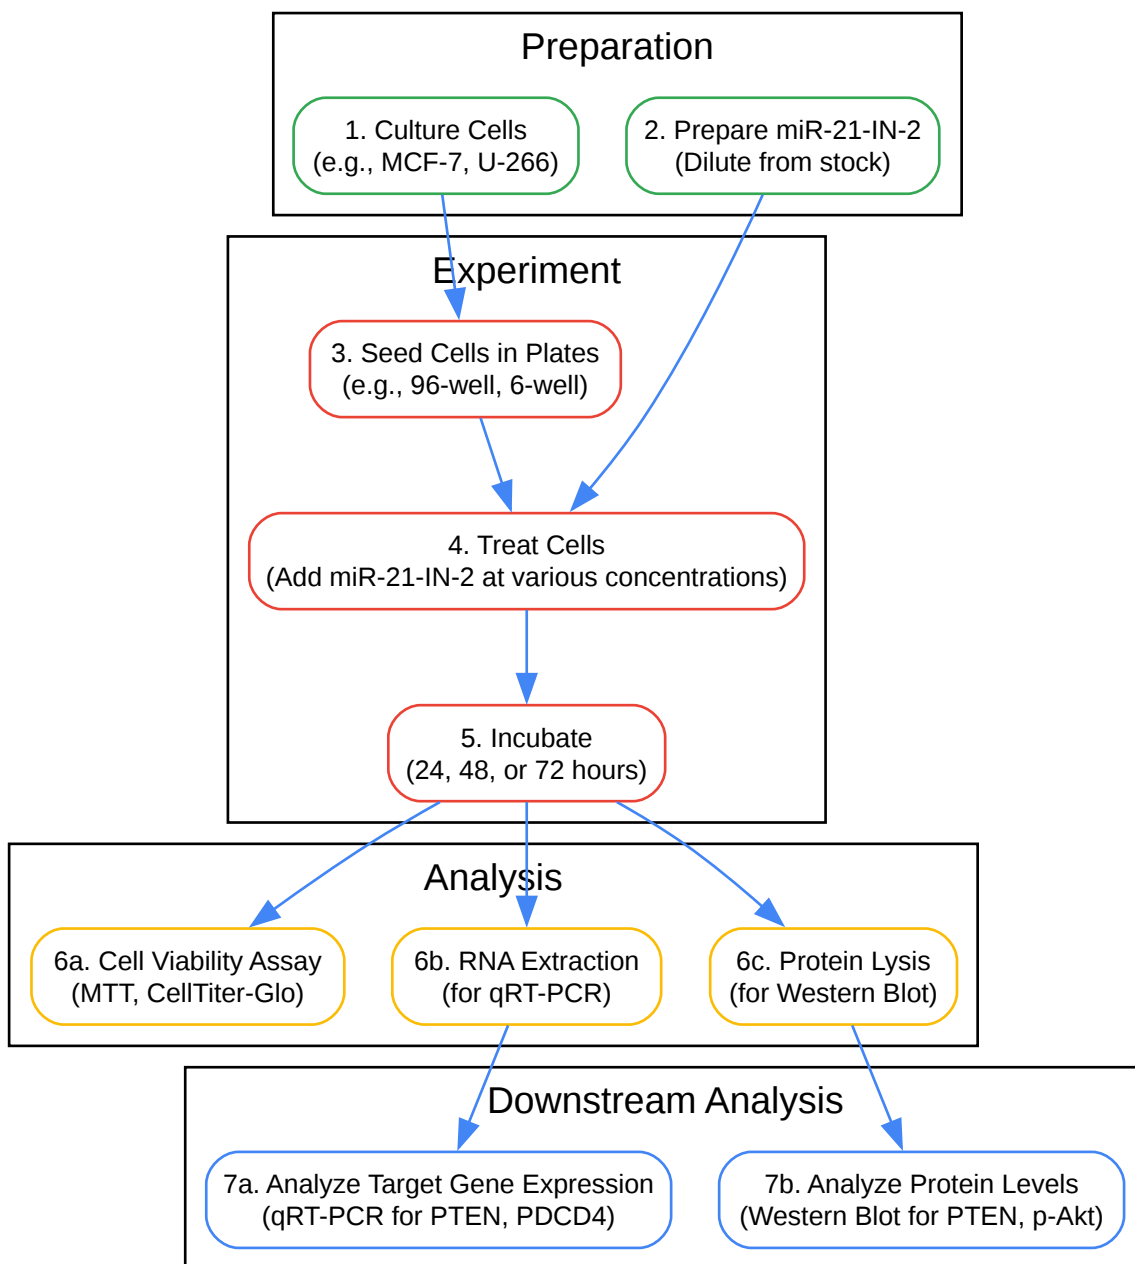 Preparation
1. Culture Cells
(e.g., MCF-7, U-266)
2. Prepare miR-21-IN-2
(Dilute from stock)
Experiment
3. Seed Cells in Plates
(e.g., 96-well, 6-well)
4. Treat Cells
(Add miR-21-IN-2 at various concentrations)
5. Incubate
(24, 48, or 72 hours)
Analysis
6a. Cell Viability Assay
(MTT, CellTiter-Glo)
6b. RNA Extraction
(for qRT-PCR)
6c. Protein Lysis
(for Western Blot)
Downstream Analysis
7a. Analyze Target Gene Expression
(qRT-PCR for PTEN, PDCD4)
7b. Analyze Protein Levels
(Western Blot for PTEN, p-Akt)